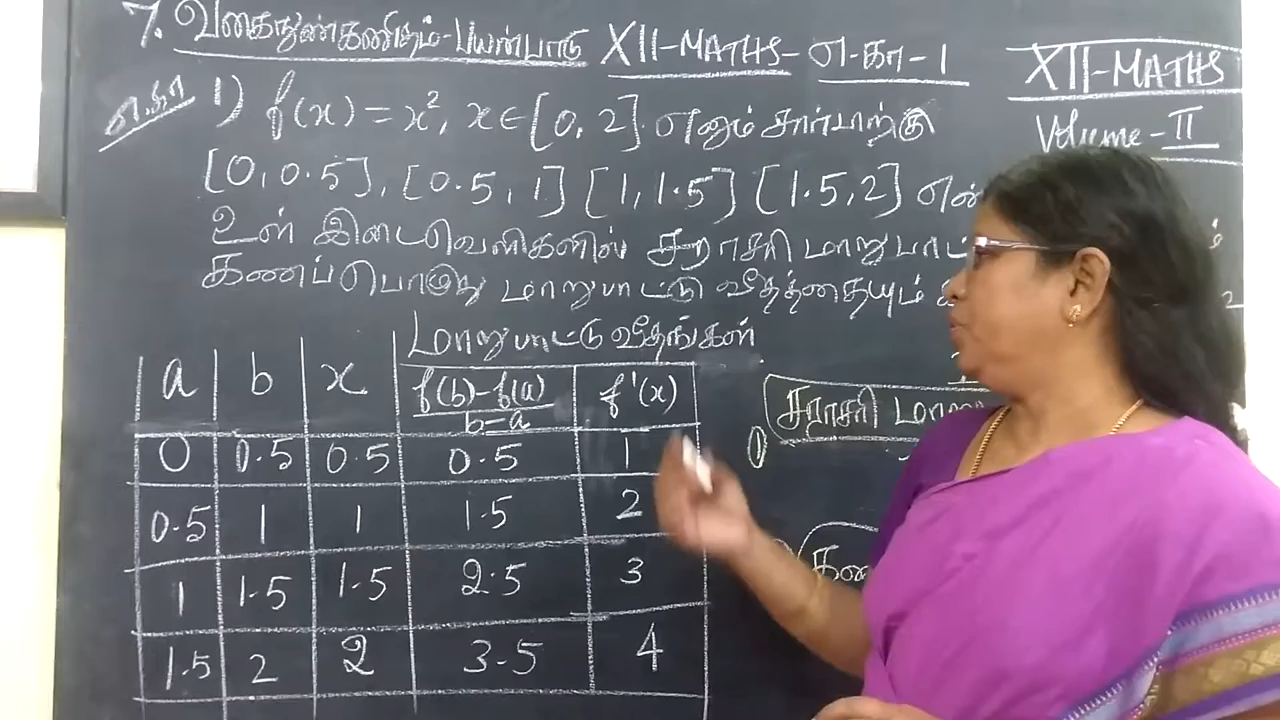 7. வகைநுண்கணிதம்-பயன்பாடு XII-MATHS-எ.கா-1
XII-MATHS
Volume-II
எ.கா 1) f(x)=x², x∈[0, 2]. எனும் சார்பிற்கு
[0,0.5], [0.5,1] [1,1.5] [1.5,2]
உள் இடைவெளிகளில் சராசரி
கணப்பொழுது மாறுபாட்டு வீதத்தையும்
மாறுபாட்டு வீதங்கள்
a b x f(b)-f(a) / b-a f'(x)
0 0.5 0.5 0.5 1
0.5 1 1 1.5 2
1 1.5 1.5 2.5 3
1.5 2 2 3.5 4
சராசரி